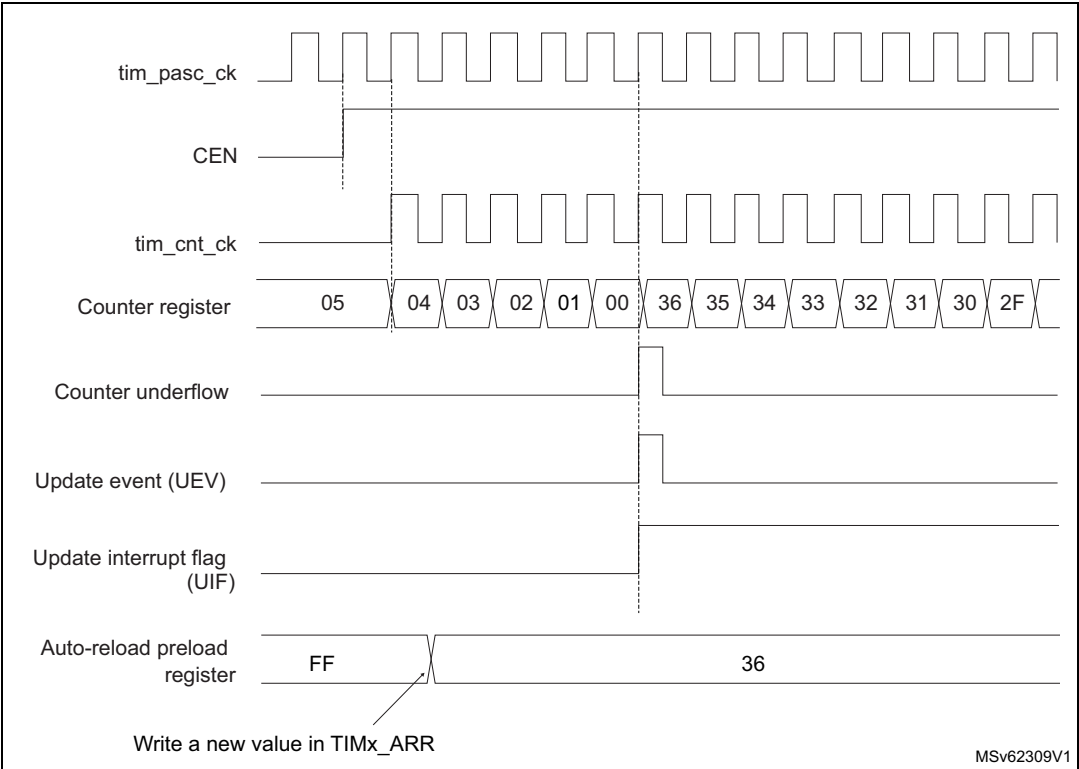 tim_pasc_ck
CEN
tim_cnt_ck
Counter register 05 04 03 02 01 00 36 35 34 33 32 31 30 2F
Counter underflow
Update event (UEV)
Update interrupt flag
(UIF)
Auto-reload preload
register
FF 36
Write a new value in TIMx_ARR
MSv62309V1